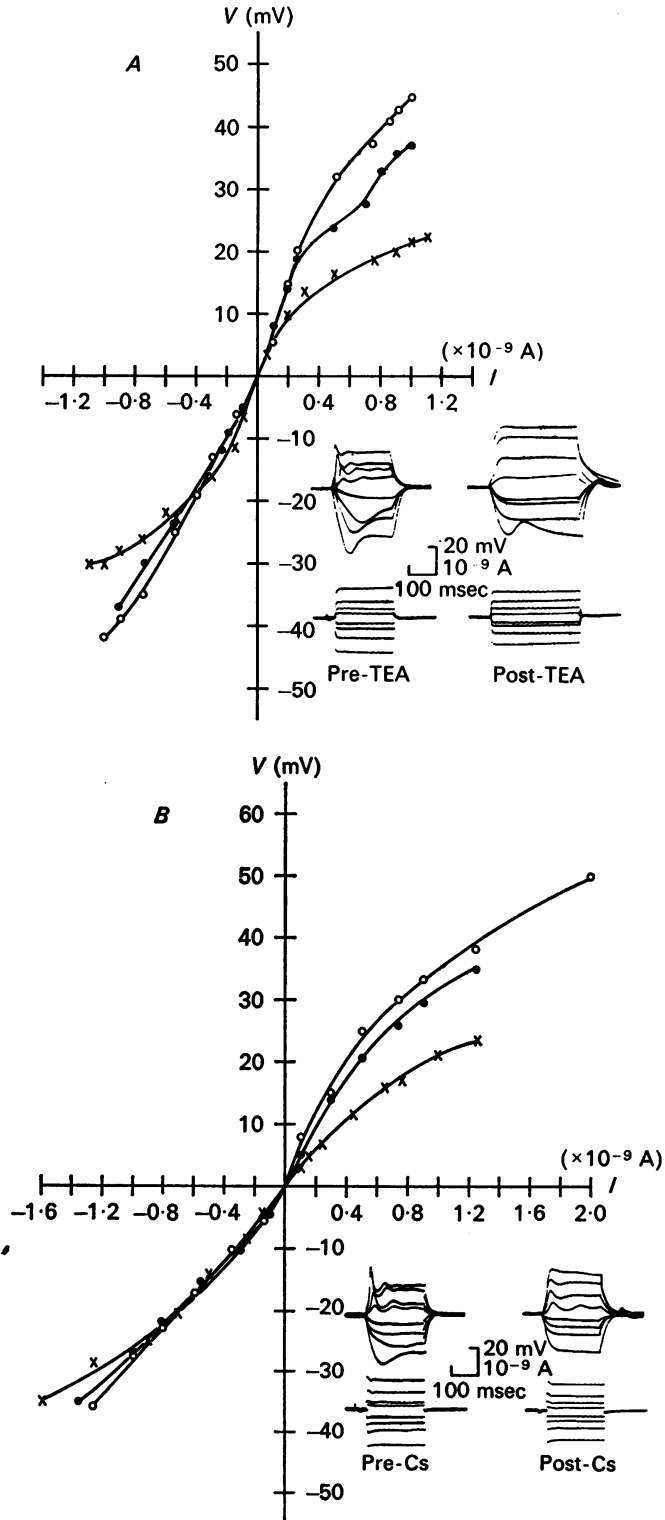 V (mV)
A
50
40
30
20
10
(×10⁻⁹ A)
I
−1·2 −0·8 −0·4 0·4 0·8 1·2
−10
−20
−30
−40
−50
20 mV
10⁻⁹ A
100 msec
Pre-TEA Post-TEA
V (mV)
B
60
50
40
30
20
10
(×10⁻⁹ A)
I
−1·6 −1·2 −0·8 −0·4 0·4 0·8 1·2 1·6 2·0
−10
−20
−30
−40
−50
20 mV
10⁻⁹ A
100 msec
Pre-Cs Post-Cs